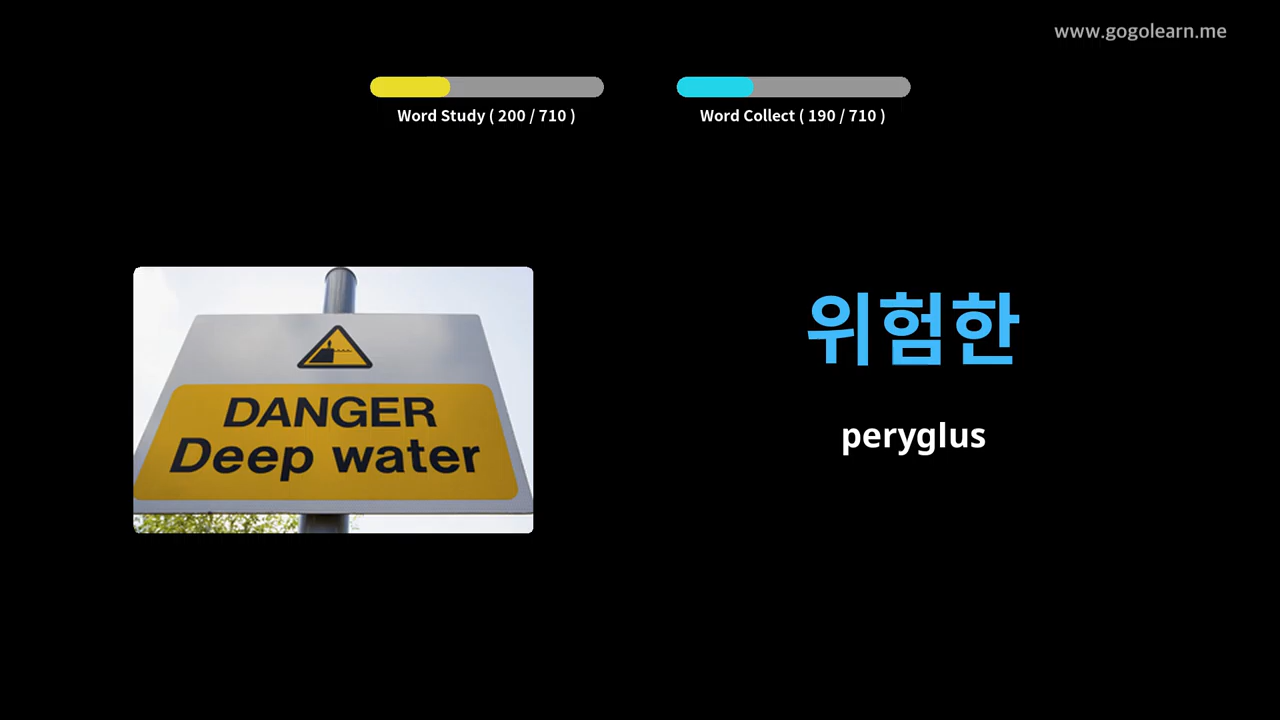 www.gogolearn.me
Word Study ( 200 / 710 )
Word Collect ( 190 / 710 )
DANGER
Deep water
위험한
peryglus